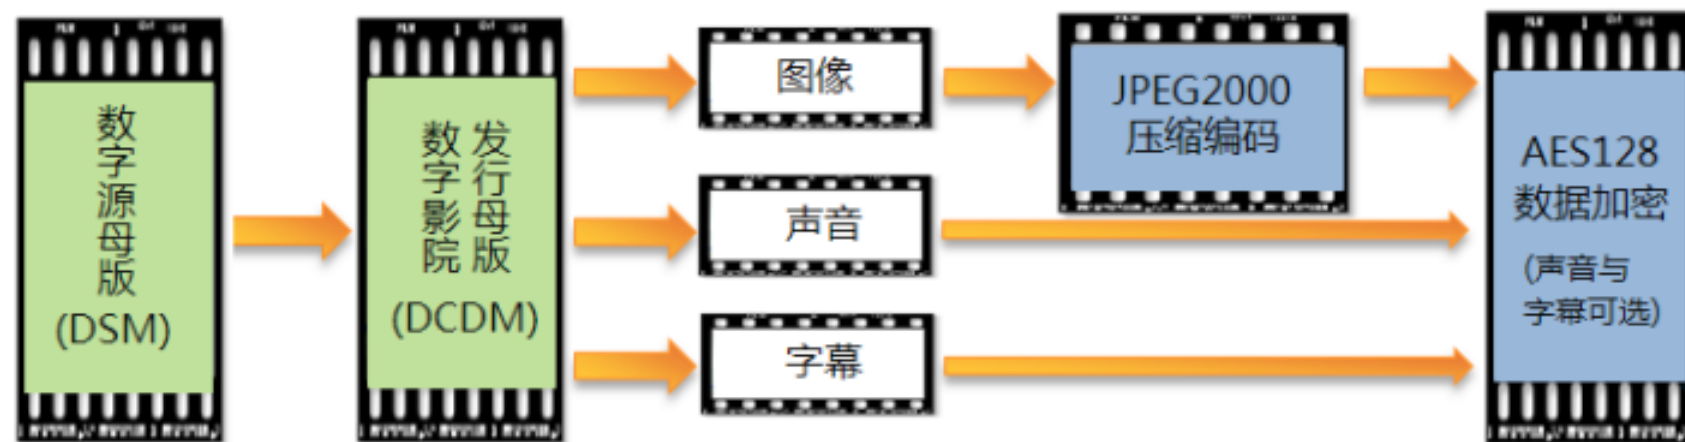 数字源母版
(DSM)
数字影院
发行母版
(DCDM)
图像
声音
字幕
JPEG2000
压缩编码
AES128
数据加密
(声音与
字幕可选)